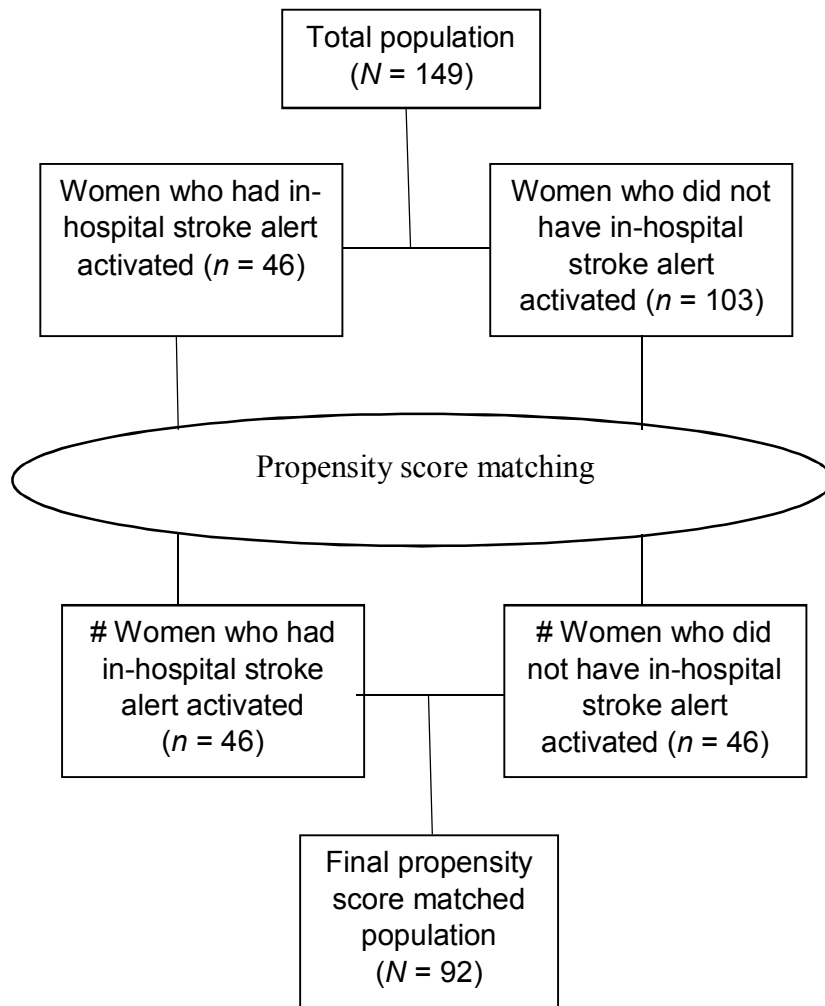 Total population
(N = 149)
Women who had in-
hospital stroke alert
activated (n = 46)
Women who did not
have in-hospital
stroke alert
activated (n = 103)
Propensity score matching
# Women who had
in-hospital stroke
alert activated
(n = 46)
# Women who did
not have in-hospital
stroke alert
activated (n = 46)
Final propensity
score matched
population
(N = 92)